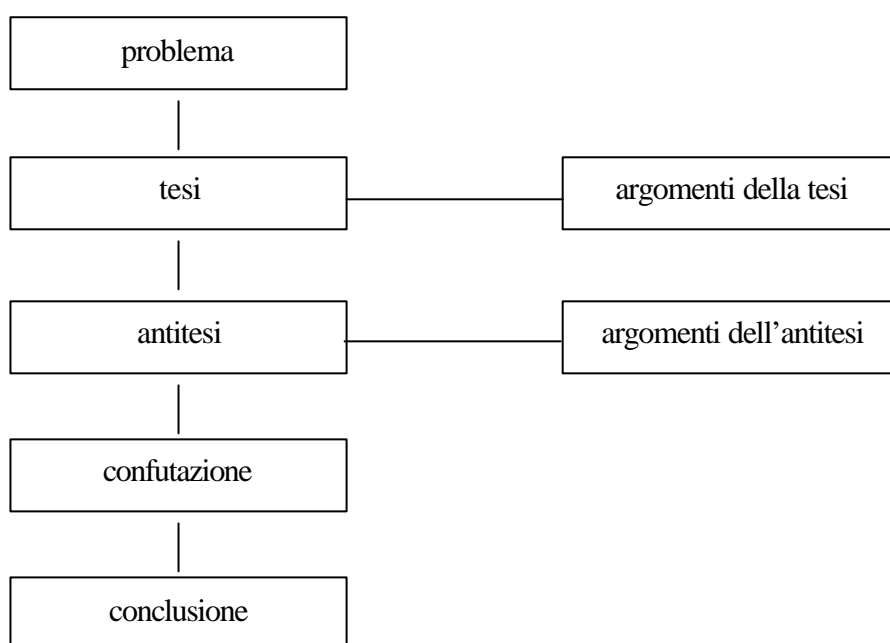 problema
tesi
argomenti della tesi
antitesi
argomenti dell’antitesi
confutazione
conclusione